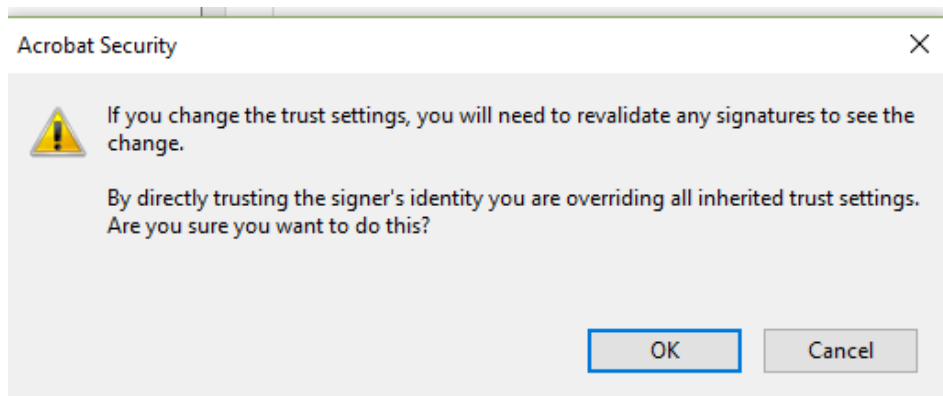 Acrobat Security
If you change the trust settings, you will need to revalidate any signatures to see the
change.
By directly trusting the signer's identity you are overriding all inherited trust settings.
Are you sure you want to do this?
OK
Cancel